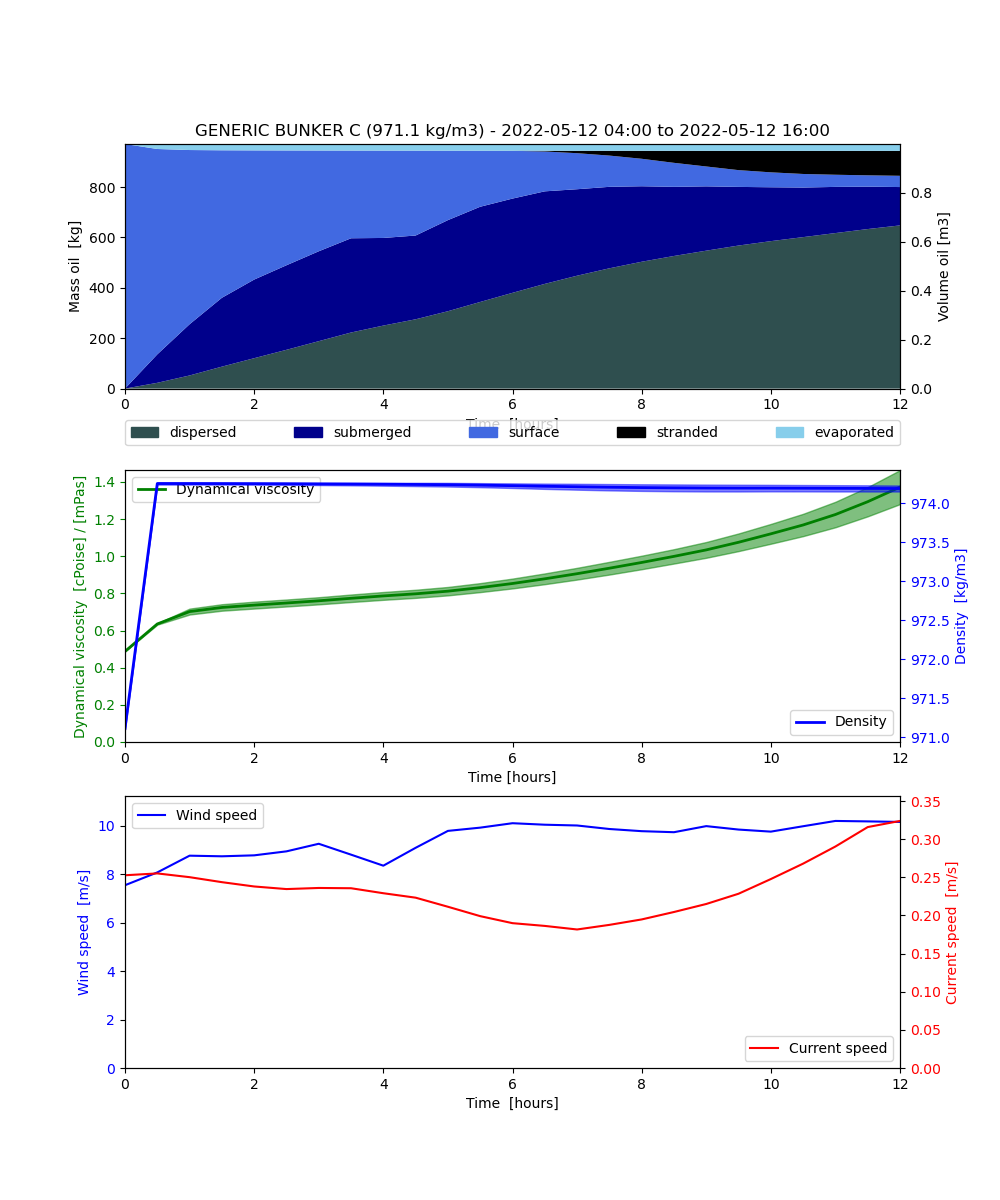 GENERIC BUNKER C (971.1 kg/m3) - 2022-05-12 04:00 to 2022-05-12 16:00
Mass oil [kg]
800
600
400
200
0
0.8
0.6
0.4
0.2
0.0
Volume oil [m3]
0 2 4 6 8 10 12
Time [hours]
dispersed submerged surface stranded evaporated
Dynamical viscosity [cPoise] / [mPas]
1.4
1.2
1.0
0.8
0.6
0.4
0.2
0.0
Dynamical viscosity
974.0
973.5
973.0
972.5
972.0
971.5
971.0
Density [kg/m3]
Density
0 2 4 6 8 10 12
Time [hours]
Wind speed [m/s]
10
8
6
4
2
0
Wind speed
0.35
0.30
0.25
0.20
0.15
0.10
0.05
0.00
Current speed [m/s]
Current speed
0 2 4 6 8 10 12
Time [hours]